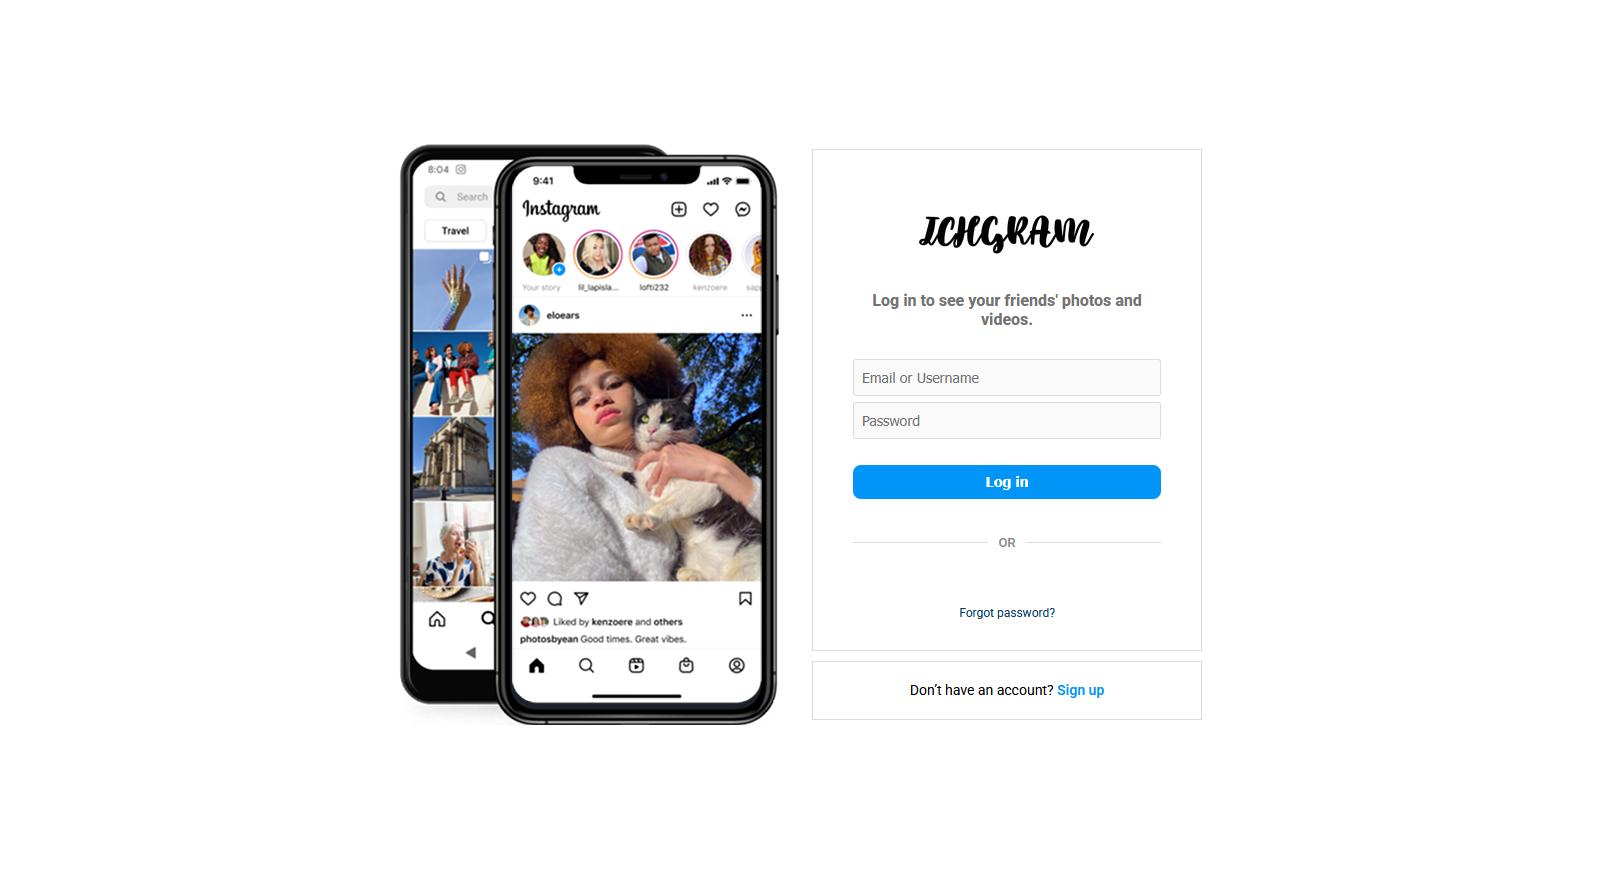 8:04
Search
Travel
9:41
Instagram
Your story
lil_lapisla...
lofti232
kenzoere
sap
eloears
Liked by kenzoere and others
photosbyean Good times. Great vibes.
ICHGRAM
Log in to see your friends' photos and
videos.
Email or Username
Password
Log in
OR
Forgot password?
Don’t have an account? Sign up